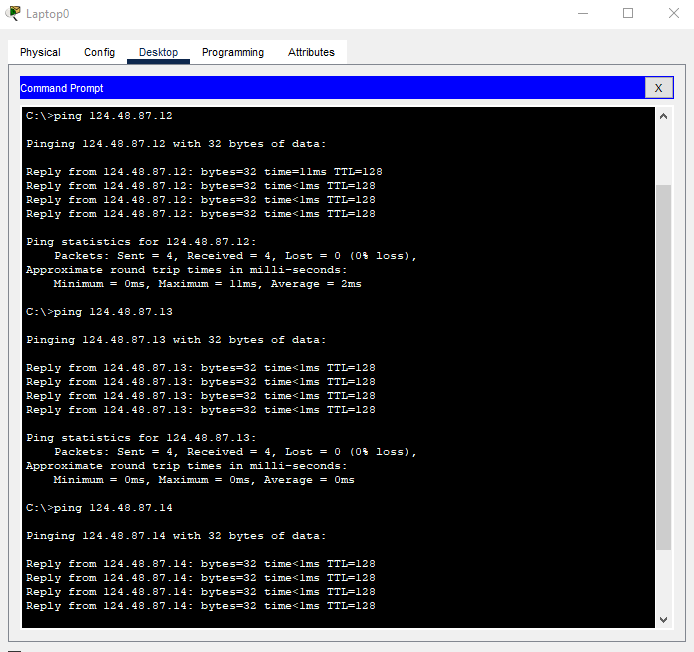 Laptop0
Physical Config Desktop Programming Attributes
Command Prompt X
C:\>ping 124.48.87.12
Pinging 124.48.87.12 with 32 bytes of data:
Reply from 124.48.87.12: bytes=32 time=11ms TTL=128
Reply from 124.48.87.12: bytes=32 time<1ms TTL=128
Reply from 124.48.87.12: bytes=32 time<1ms TTL=128
Reply from 124.48.87.12: bytes=32 time<1ms TTL=128
Ping statistics for 124.48.87.12:
Packets: Sent = 4, Received = 4, Lost = 0 (0% loss),
Approximate round trip times in milli-seconds:
Minimum = 0ms, Maximum = 11ms, Average = 2ms
C:\>ping 124.48.87.13
Pinging 124.48.87.13 with 32 bytes of data:
Reply from 124.48.87.13: bytes=32 time<1ms TTL=128
Reply from 124.48.87.13: bytes=32 time<1ms TTL=128
Reply from 124.48.87.13: bytes=32 time<1ms TTL=128
Reply from 124.48.87.13: bytes=32 time<1ms TTL=128
Ping statistics for 124.48.87.13:
Packets: Sent = 4, Received = 4, Lost = 0 (0% loss),
Approximate round trip times in milli-seconds:
Minimum = 0ms, Maximum = 0ms, Average = 0ms
C:\>ping 124.48.87.14
Pinging 124.48.87.14 with 32 bytes of data:
Reply from 124.48.87.14: bytes=32 time<1ms TTL=128
Reply from 124.48.87.14: bytes=32 time<1ms TTL=128
Reply from 124.48.87.14: bytes=32 time<1ms TTL=128
Reply from 124.48.87.14: bytes=32 time<1ms TTL=128